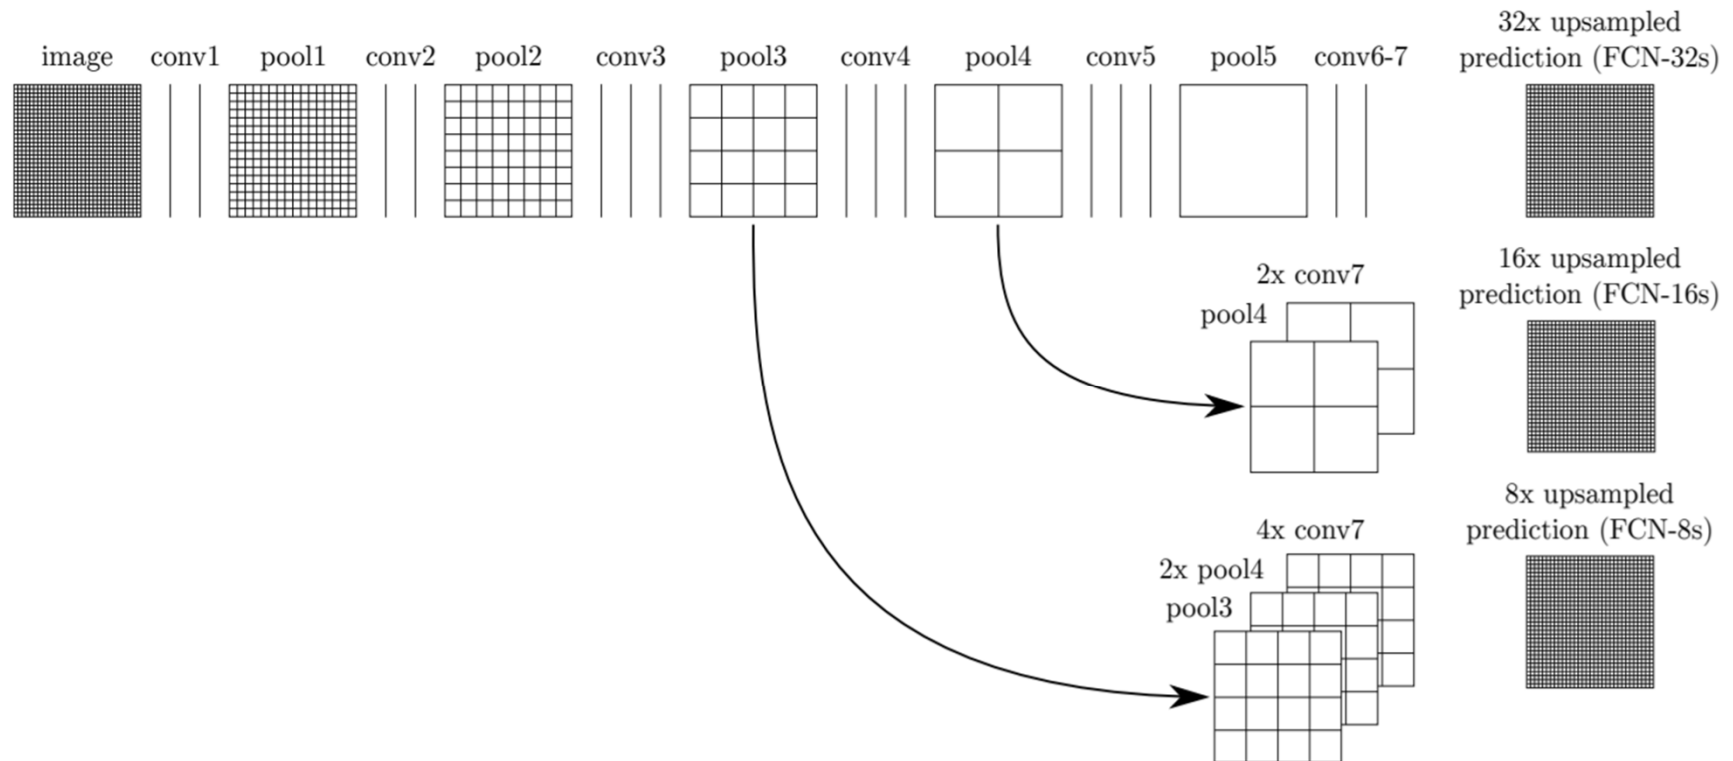 image conv1 pool1 conv2 pool2 conv3 pool3 conv4 pool4 conv5 pool5 conv6-7
32x upsampled
prediction (FCN-32s)
16x upsampled
prediction (FCN-16s)
2x conv7
pool4
8x upsampled
prediction (FCN-8s)
4x conv7
2x pool4
pool3